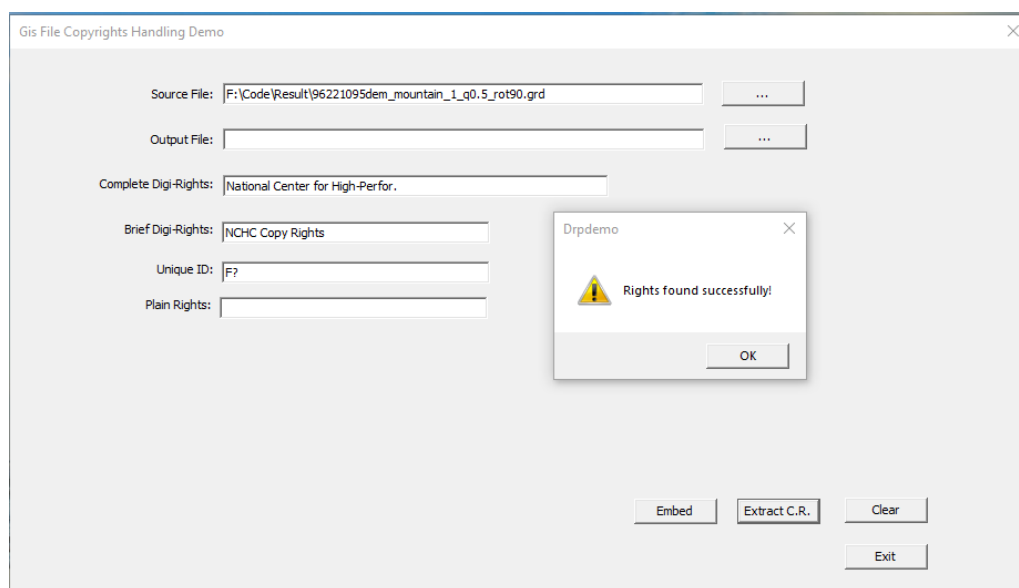 Gis File Copyrights Handling Demo
Source File: F:\Code\Result\96221095dem_mountain_1_q0.5_rot90.grd ...
Output File: ...
Complete Digi-Rights: National Center for High-Perfor.
Brief Digi-Rights: NCHC Copy Rights
Unique ID: F?
Plain Rights:
Drpdemo
Rights found successfully!
OK
Embed Extract C.R. Clear
Exit